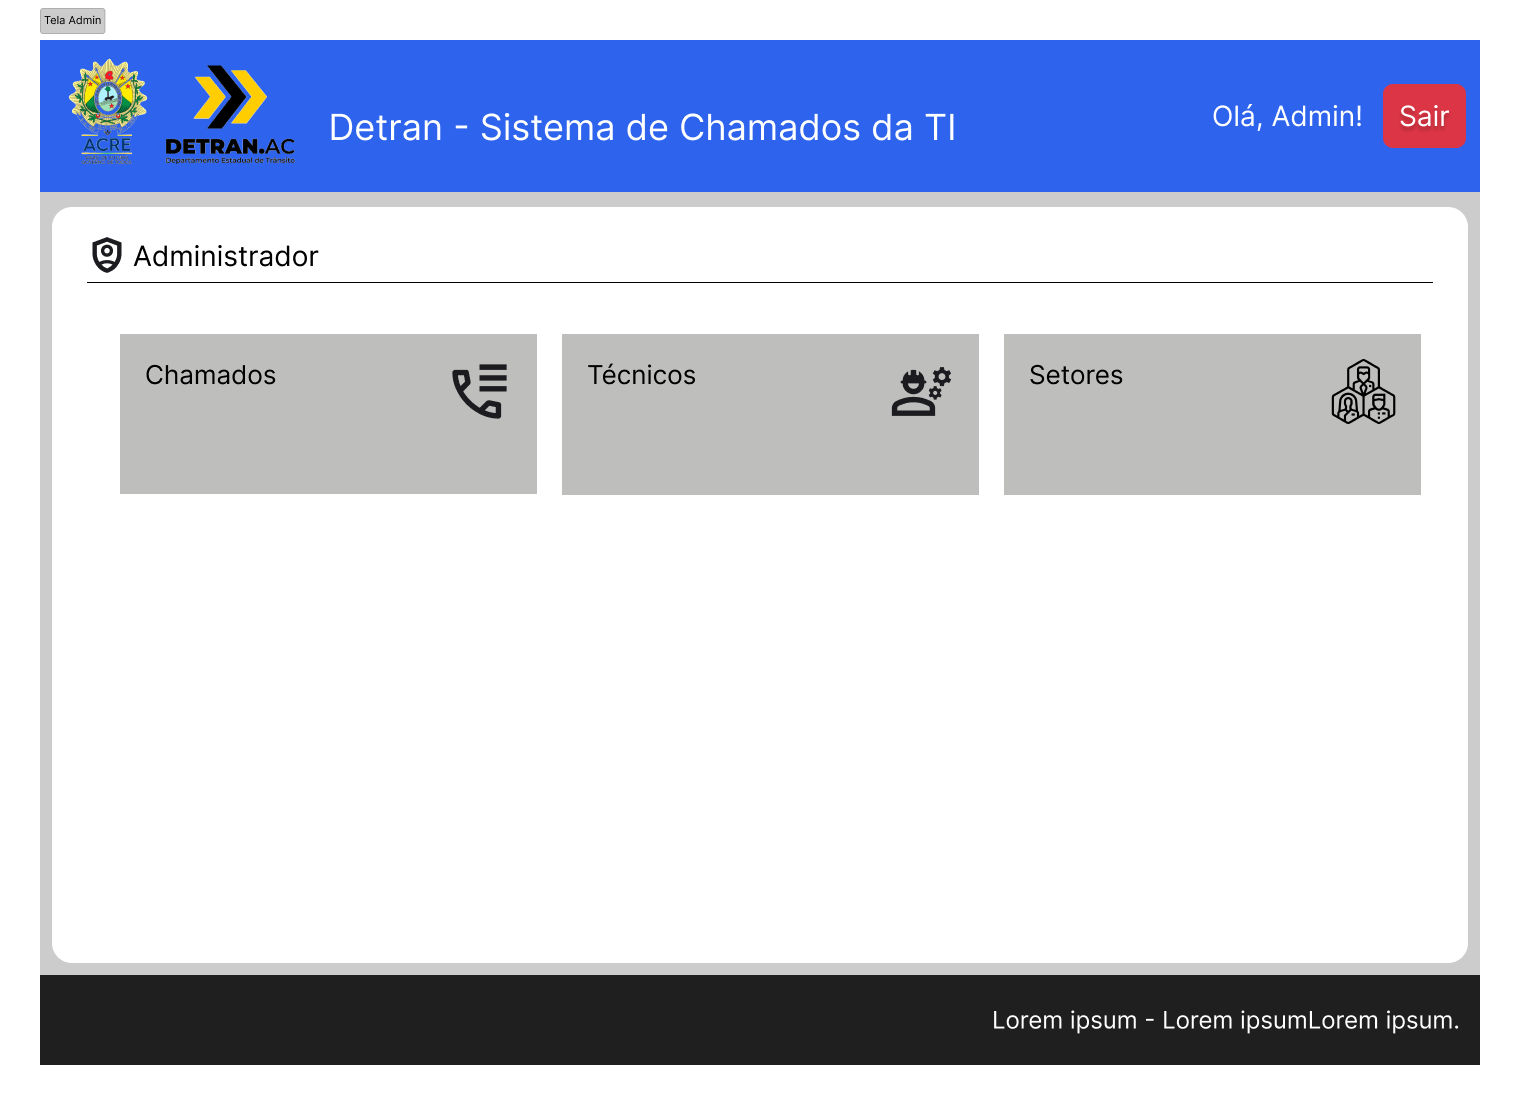 Tela Admin
ACRE
DETRAN.AC
Departamento Estadual de Trânsito
Detran - Sistema de Chamados da TI
Olá, Admin!
Sair
Administrador
Chamados
Técnicos
Setores
Lorem ipsum - Lorem ipsumLorem ipsum.